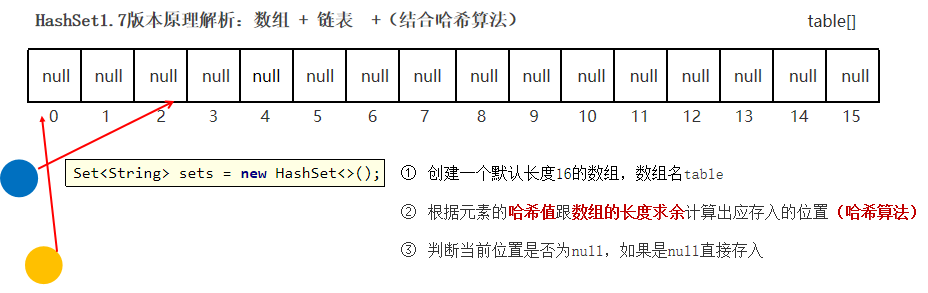 HashSet1.7版本原理解析：数组 + 链表  +（结合哈希算法）
table[]
null null null null null null null null null null null null null null null null
0 1 2 3 4 5 6 7 8 9 10 11 12 13 14 15
Set<String> sets = new HashSet<>();
① 创建一个默认长度16的数组，数组名table
② 根据元素的哈希值跟数组的长度求余计算出应存入的位置（哈希算法）
③ 判断当前位置是否为null，如果是null直接存入